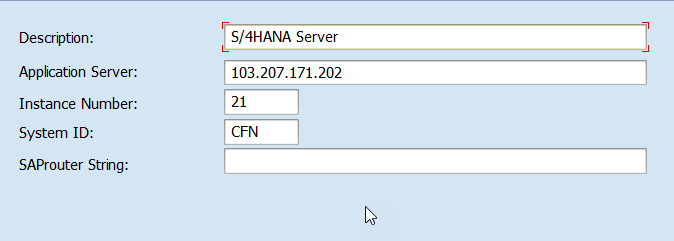 Description: S/4HANA Server
Application Server: 103.207.171.202
Instance Number: 21
System ID: CFN
SAProuter String: